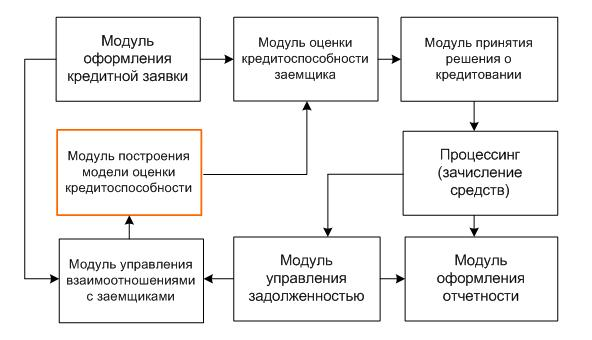 Модуль
оформления
кредитной заявки
Модуль оценки
кредитоспособности
заемщика
Модуль принятия
решения о
кредитовании
Модуль построения
модели оценки
кредитоспособности
Процессинг
(зачисление
средств)
Модуль управления
взаимоотношениями
с заемщиками
Модуль
управления
задолженностью
Модуль
оформления
отчетности